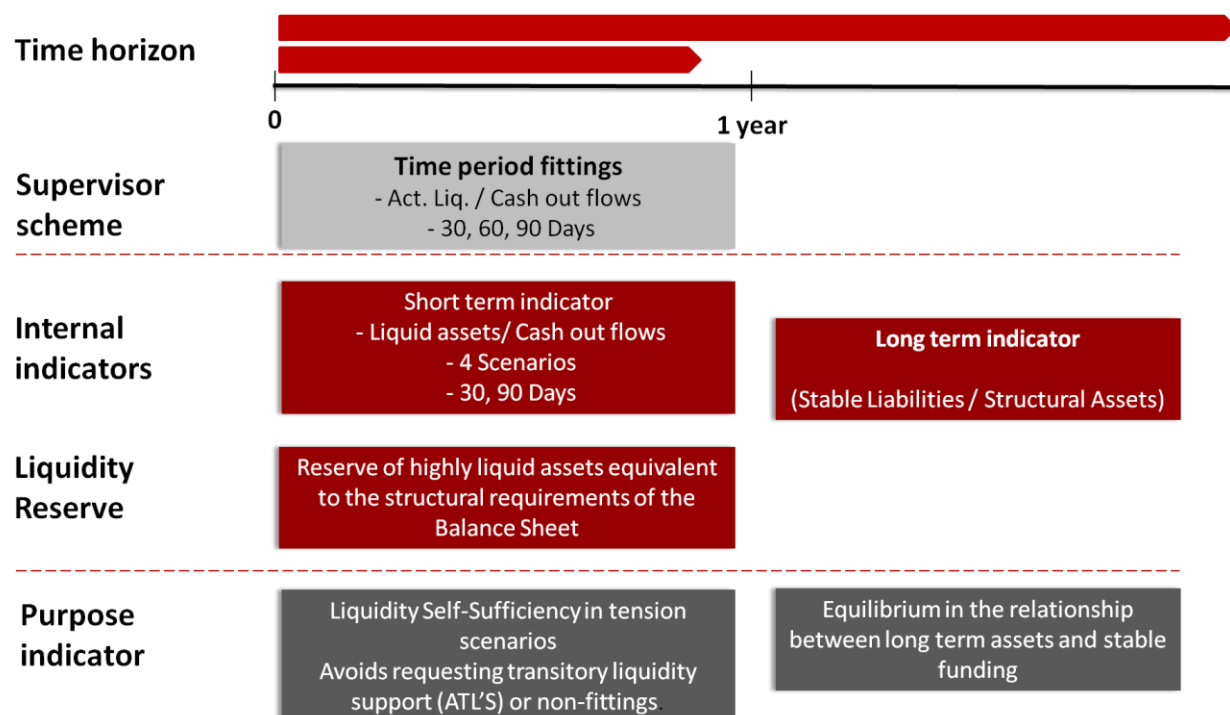 Time horizon
0
1 year
Supervisor
scheme
Time period fittings
- Act. Liq. / Cash out flows
- 30, 60, 90 Days
Internal
indicators
Short term indicator
- Liquid assets/ Cash out flows
- 4 Scenarios
- 30, 90 Days
Long term indicator
(Stable Liabilities / Structural Assets)
Liquidity
Reserve
Reserve of highly liquid assets equivalent
to the structural requirements of the
Balance Sheet
Purpose
indicator
Liquidity Self-Sufficiency in tension
scenarios
Avoids requesting transitory liquidity
support (ATL'S) or non-fittings.
Equilibrium in the relationship
between long term assets and stable
funding